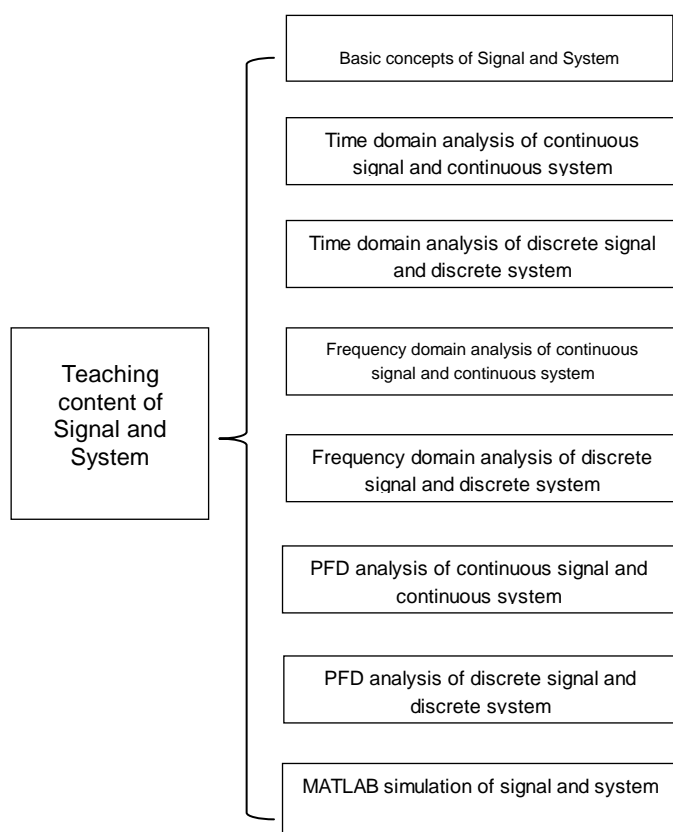 Basic concepts of Signal and System
Time domain analysis of continuous
signal and continuous system
Time domain analysis of discrete signal
and discrete system
Teaching
content of
Signal and
System
Frequency domain analysis of continuous
signal and continuous system
Frequency domain analysis of discrete
signal and discrete system
PFD analysis of continuous signal and
continuous system
PFD analysis of discrete signal and
discrete system
MATLAB simulation of signal and system